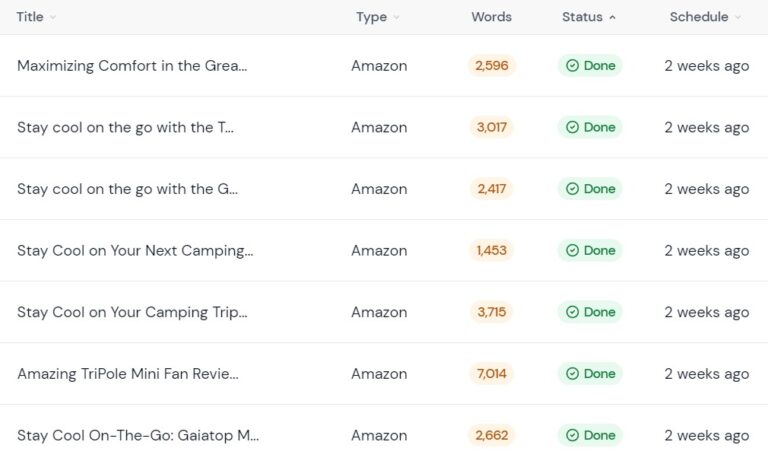 Title Type Words Status Schedule
Maximizing Comfort in the Grea... Amazon 2,596 Done 2 weeks ago
Stay cool on the go with the T... Amazon 3,017 Done 2 weeks ago
Stay cool on the go with the G... Amazon 2,417 Done 2 weeks ago
Stay Cool on Your Next Camping... Amazon 1,453 Done 2 weeks ago
Stay Cool on Your Camping Trip... Amazon 3,715 Done 2 weeks ago
Amazing TriPole Mini Fan Revie... Amazon 7,014 Done 2 weeks ago
Stay Cool On-The-Go: Gaiatop M... Amazon 2,662 Done 2 weeks ago